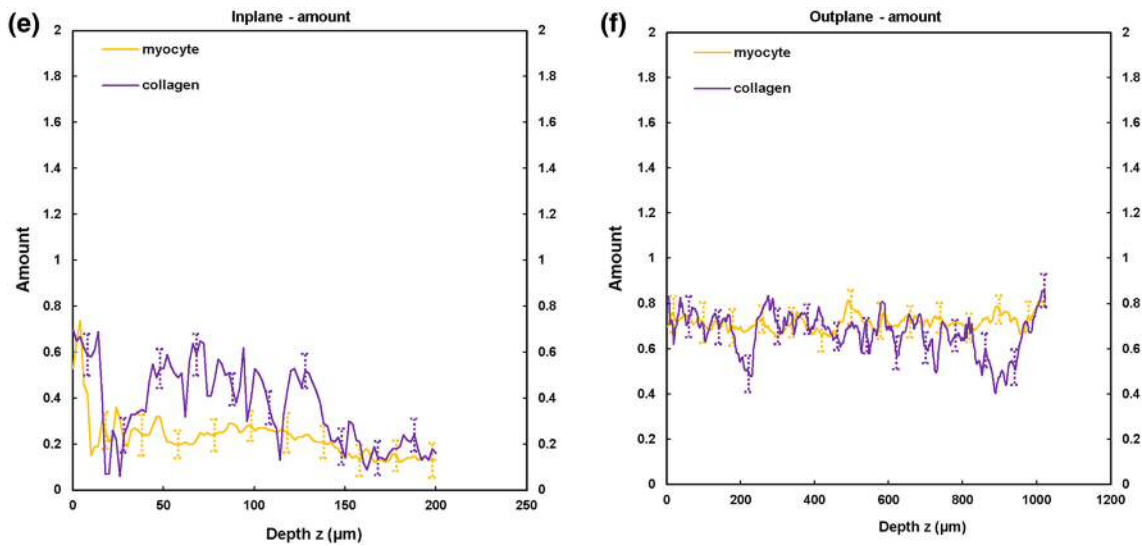 (e)
Inplane - amount
2 2
1.8 1.8
1.6 1.6
1.4 1.4
1.2 1.2
1 1
0.8 0.8
0.6 0.6
0.4 0.4
0.2 0.2
0 0
myocyte
collagen
Amount
0 50 100 150 200 250
Depth z (µm)
(f)
Outplane - amount
2 2
1.8 1.8
1.6 1.6
1.4 1.4
1.2 1.2
1 1
0.8 0.8
0.6 0.6
0.4 0.4
0.2 0.2
0 0
myocyte
collagen
Amount
0 200 400 600 800 1000 1200
Depth z (µm)